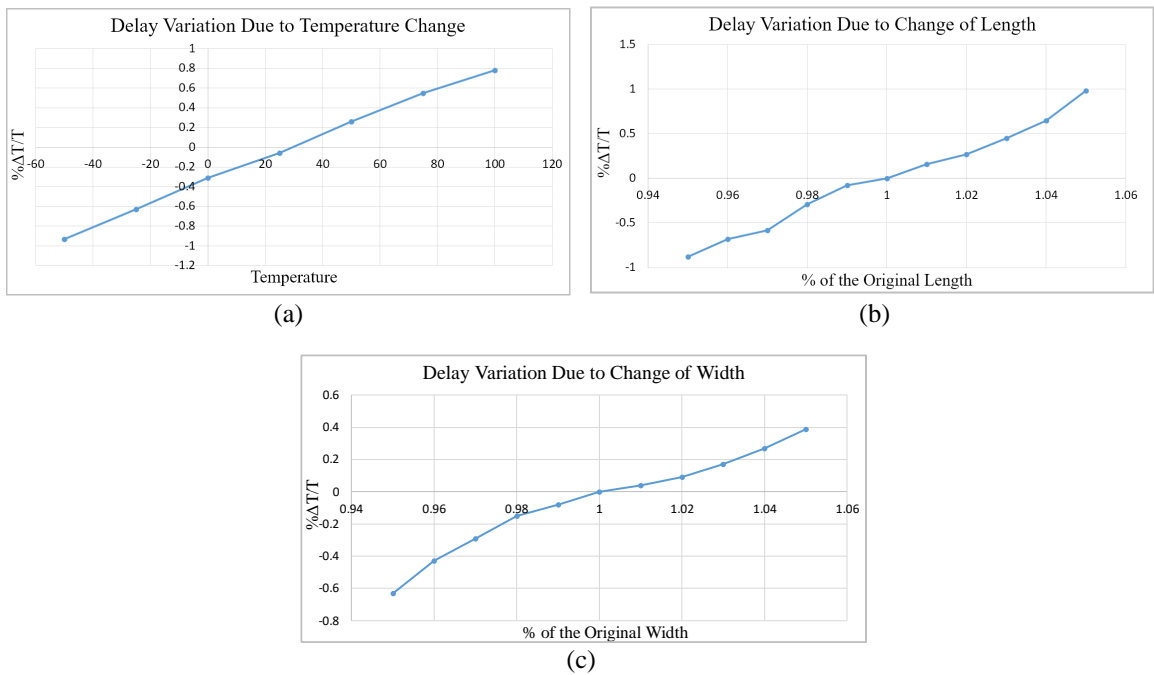 Delay Variation Due to Temperature Change
%ΔT/T
1
0.8
0.6
0.4
0.2
0
-0.2
-0.4
-0.6
-0.8
-1
-1.2
-60 -40 -20 0 20 40 60 80 100 120
Temperature
(a)
Delay Variation Due to Change of Length
%ΔT/T
1.5
1
0.5
0
-0.5
-1
0.94 0.96 0.98 1 1.02 1.04 1.06
% of the Original Length
(b)
Delay Variation Due to Change of Width
%ΔT/T
0.6
0.4
0.2
0
-0.2
-0.4
-0.6
-0.8
0.94 0.96 0.98 1 1.02 1.04 1.06
% of the Original Width
(c)